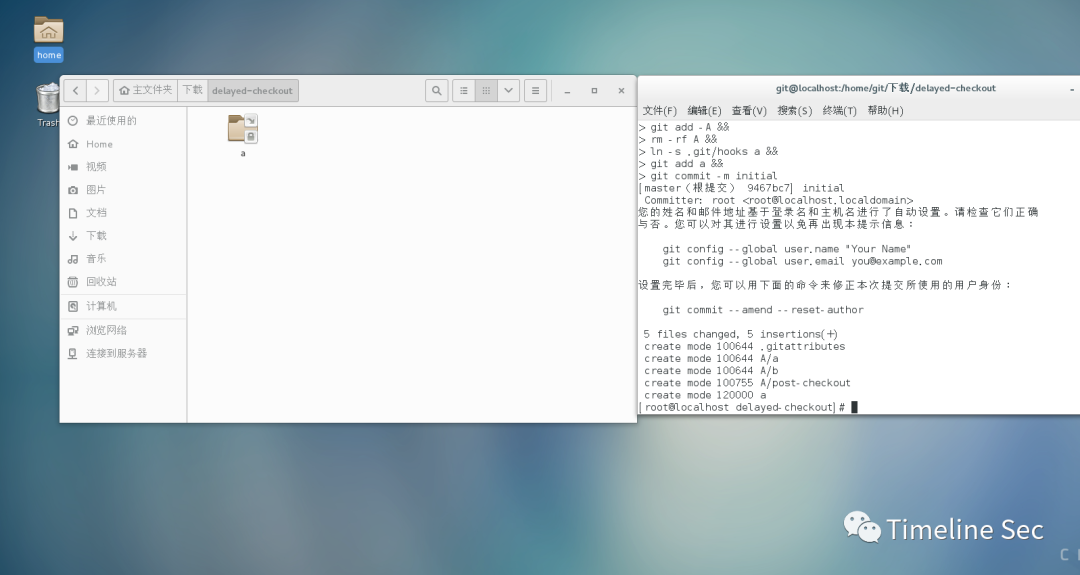 home
Trash
主文件夹
下载
delayed-checkout
最近使用的
Home
视频
图片
文档
下载
音乐
回收站
计算机
浏览网络
连接到服务器
a
git@localhost:/home/git/下载/delayed-checkout
文件(F) 编辑(E) 查看(V) 搜索(S) 终端(T) 帮助(H)
> git add -A &&
> rm -rf A &&
> ln -s .git/hooks a &&
> git add a &&
> git commit -m initial
[master（根提交） 9467bc7] initial
Committer: root <root@localhost.localdomain>
您的姓名和邮件地址基于登录名和主机名进行了自动设置。请检查它们正确
与否。您可以对其进行设置以免再出现本提示信息：
git config --global user.name "Your Name"
git config --global user.email you@example.com
设置完毕后，您可以用下面的命令来修正本次提交所使用的用户身份：
git commit --amend --reset-author
5 files changed, 5 insertions(+)
create mode 100644 .gitattributes
create mode 100644 A/a
create mode 100644 A/b
create mode 100755 A/post-checkout
create mode 120000 a
[root@localhost delayed-checkout]#
Timeline Sec
C